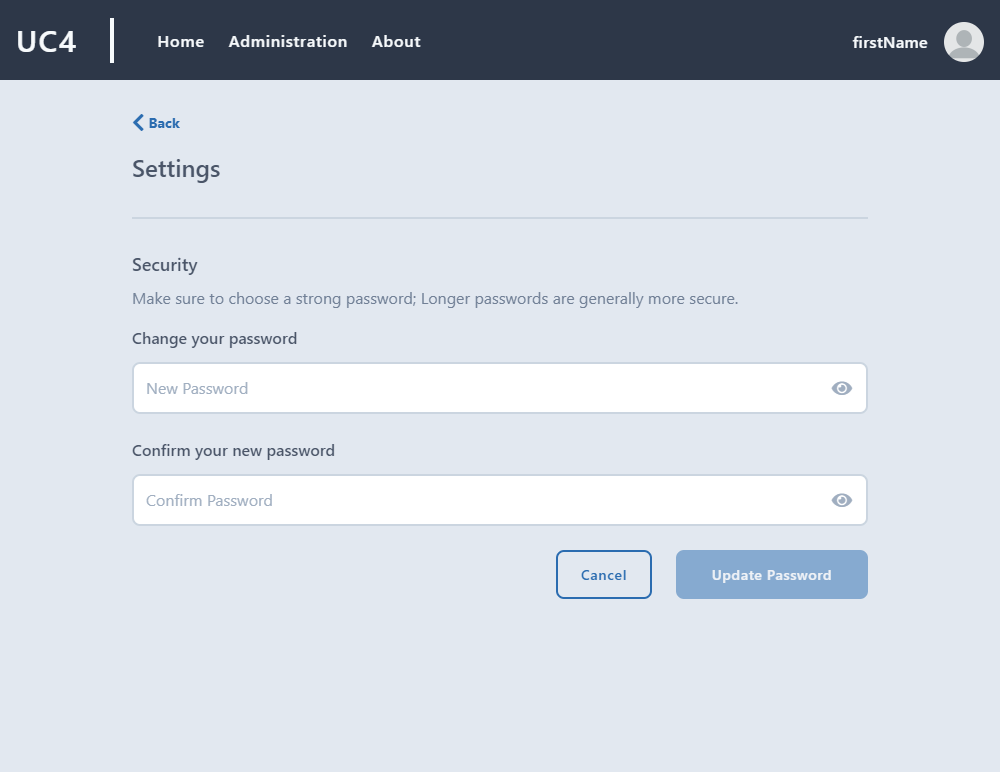 UC4
Home Administration About
firstName
Back
Settings
Security
Make sure to choose a strong password; Longer passwords are generally more secure.
Change your password
New Password
Confirm your new password
Confirm Password
Cancel Update Password